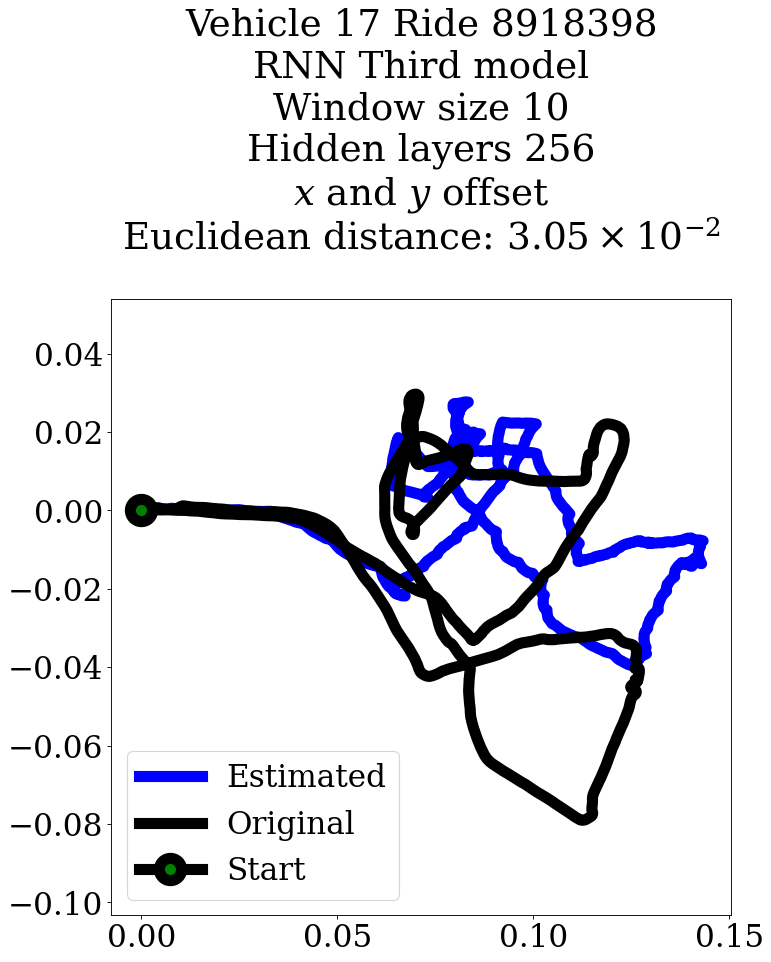 Vehicle 17 Ride 8918398
RNN Third model
Window size 10
Hidden layers 256
x and y offset
Euclidean distance: 3.05 × 10⁻²
0.04
0.02
0.00
−0.02
−0.04
−0.06
−0.08
−0.10
Estimated
Original
Start
0.00 0.05 0.10 0.15